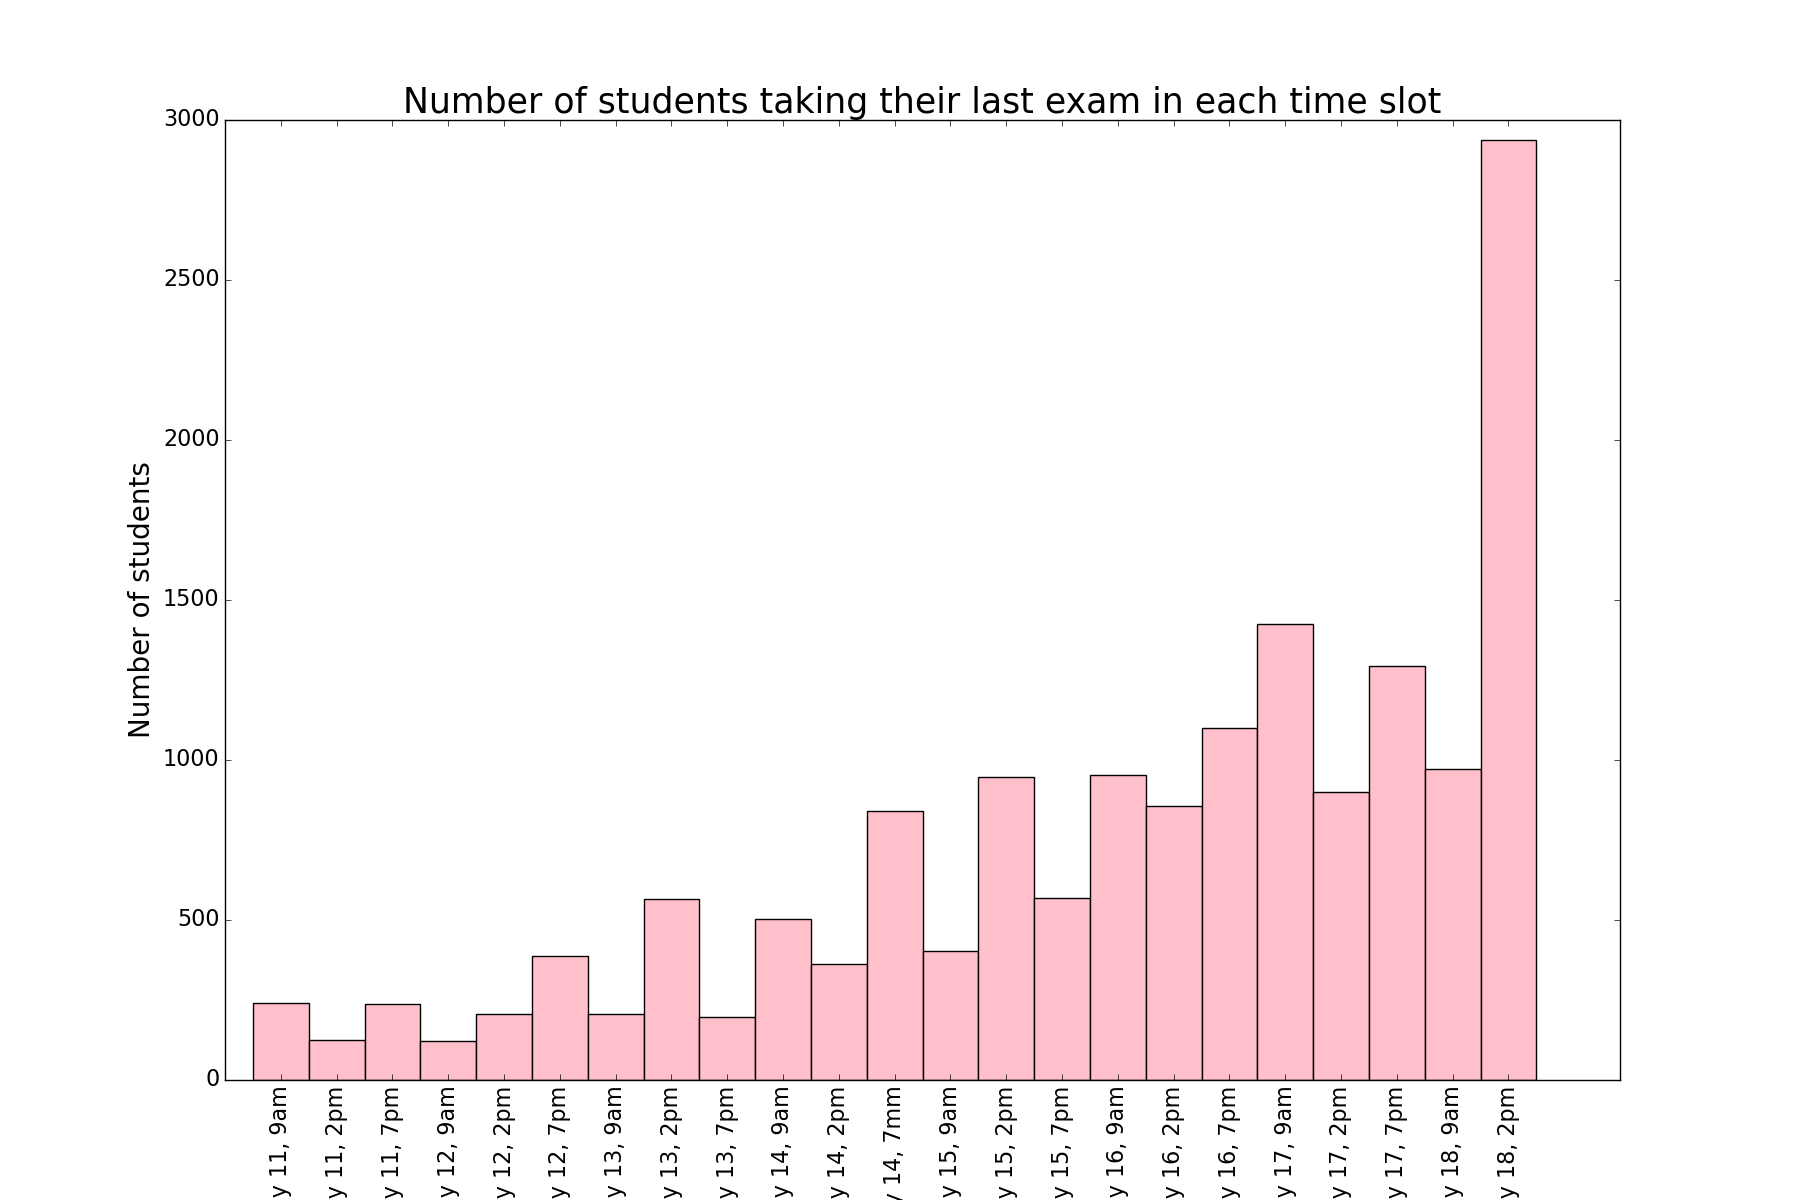 Number of students taking their last exam in each time slot
3000
2500
2000
1500
1000
500
0
Number of students
y 11, 9am
y 11, 2pm
y 11, 7pm
y 12, 9am
y 12, 2pm
y 12, 7pm
y 13, 9am
y 13, 2pm
y 13, 7pm
y 14, 9am
y 14, 2pm
y 14, 7mm
y 15, 9am
y 15, 2pm
y 15, 7pm
y 16, 9am
y 16, 2pm
y 16, 7pm
y 17, 9am
y 17, 2pm
y 17, 7pm
y 18, 9am
y 18, 2pm